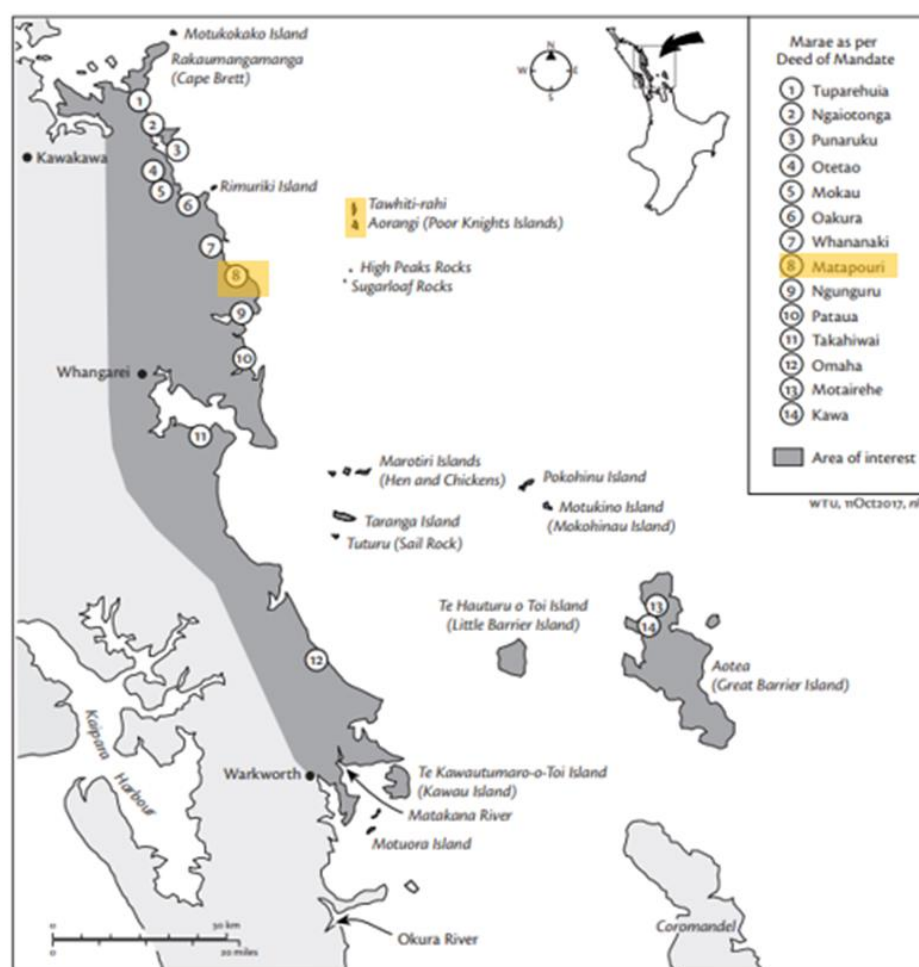 Motukokako Island
Rakaumangamanga
(Cape Brett)
N
W
E
S
Marae as per
Deed of Mandate
1 Tuparehuia
2 Ngaiotonga
3 Punaruku
4 Otetao
5 Mokau
6 Oakura
7 Whananaki
8 Matapouri
9 Ngunguru
10 Pataua
11 Takahiwai
12 Omaha
13 Motairehe
14 Kawa
Area of interest
WTU, 11Oct2017,
1
2
3
Kawakawa
4
5
6
Rimuriki Island
Tawhiti-rahi
Aorangi (Poor Knights Islands)
7
8
High Peaks Rocks
Sugarloaf Rocks
9
10
Whangarei
11
Marotiri Islands
(Hen and Chickens)
Pokohinu Island
Motukino Island
(Mokohinau Island)
Taranga Island
Tuturu (Sail Rock)
Te Hauturu o Toi Island
(Little Barrier Island)
13
14
12
Aotea
(Great Barrier Island)
Kaipara
Harbour
Warkworth
Te Kawautumaro-o-Toi Island
(Kawau Island)
Matakana River
Motuora Island
Okura River
Coromandel
0
30 km
0
20 miles